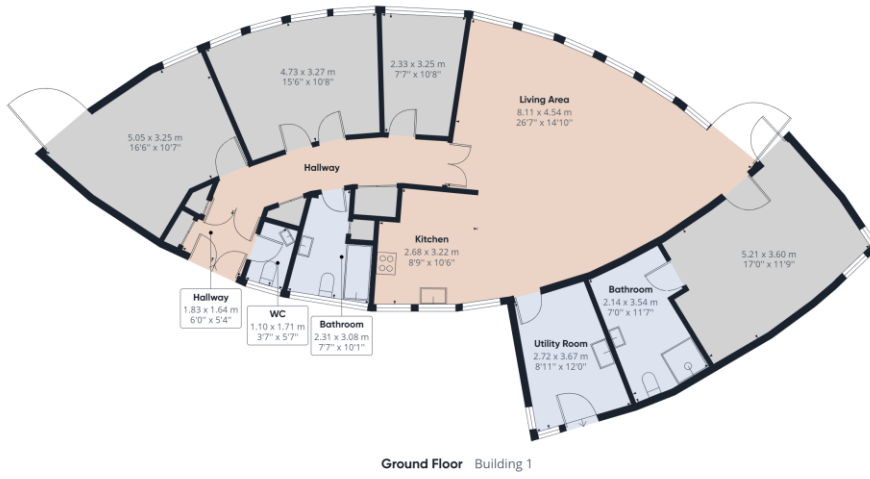 2.33 x 3.25 m
7'7" x 10'8"
4.73 x 3.27 m
15'6" x 10'8"
Living Area
8.11 x 4.54 m
26'7" x 14'10"
5.05 x 3.25 m
16'6" x 10'7"
Hallway
Kitchen
2.68 x 3.22 m
8'9" x 10'6"
5.21 x 3.60 m
17'0" x 11'9"
Bathroom
2.14 x 3.54 m
7'0" x 11'7"
Hallway
1.83 x 1.64 m
6'0" x 5'4"
WC
1.10 x 1.71 m
3'7" x 5'7"
Bathroom
2.31 x 3.08 m
7'7" x 10'1"
Utility Room
2.72 x 3.67 m
8'11" x 12'0"
Ground Floor Building 1